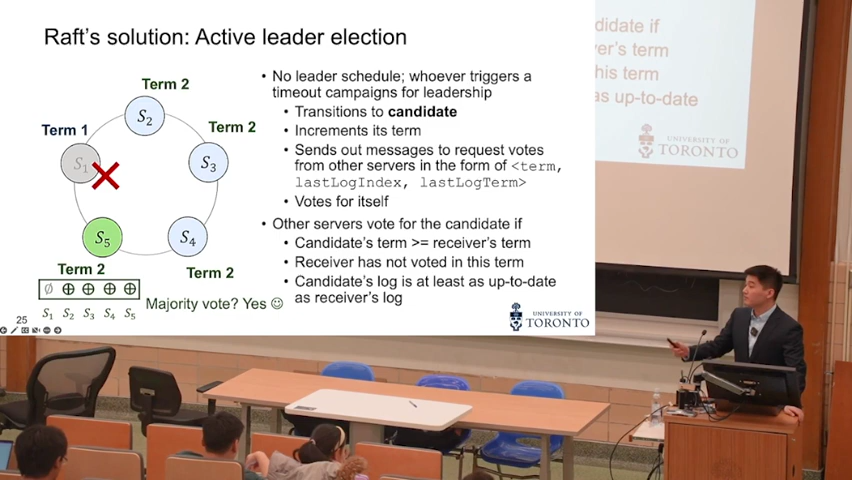 Raft's solution: Active leader election
Term 2
S2
Term 2
S3
Term 1
S1
S5
S4
Term 2
Term 2
∅ ⊕ ⊕ ⊕ ⊕
S1 S2 S3 S4 S5
Majority vote? Yes ☺
25
• No leader schedule; whoever triggers a
timeout campaigns for leadership
• Transitions to candidate
• Increments its term
• Sends out messages to request votes
from other servers in the form of <term,
lastLogIndex, lastLogTerm>
• Votes for itself
• Other servers vote for the candidate if
• Candidate's term >= receiver's term
• Receiver has not voted in this term
• Candidate's log is at least as up-to-date
as receiver's log
UNIVERSITY OF
TORONTO
didate if
er's term
his term
as up-to-date
UNIVERSITY OF
TORONTO